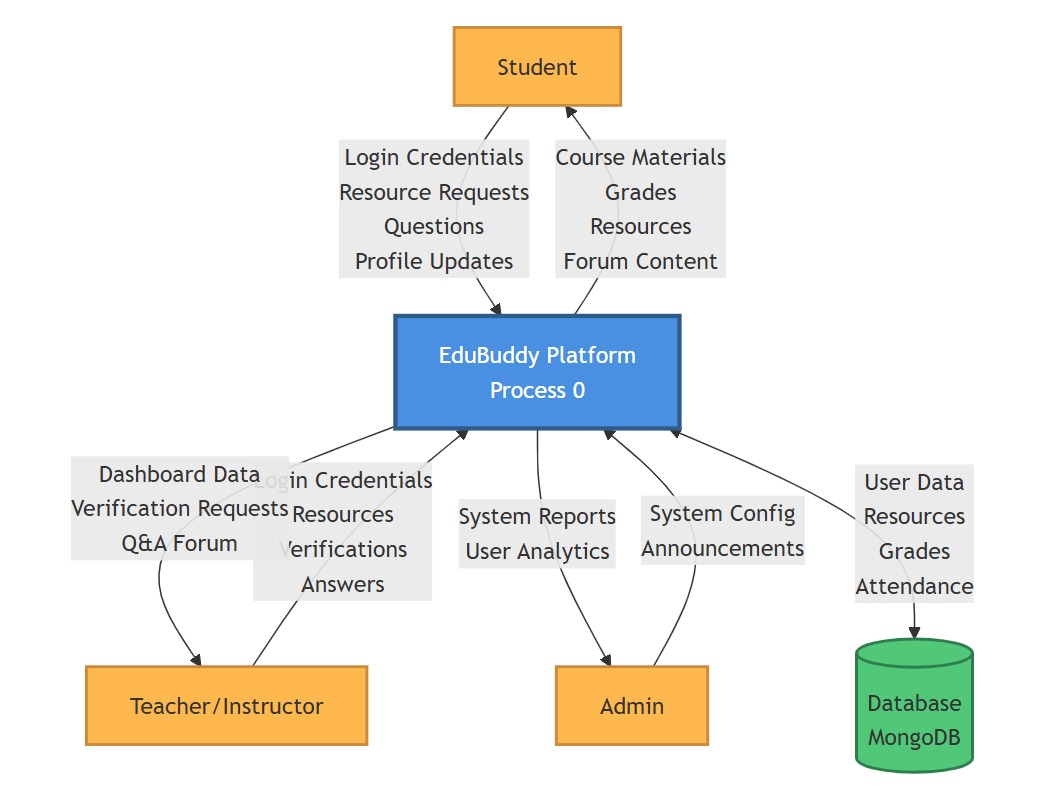 Student
Login Credentials
Resource Requests
Questions
Profile Updates
Course Materials
Grades
Resources
Forum Content
EduBuddy Platform
Process 0
Dashboard Data
Verification Requests
Q&A Forum
Login Credentials
Resources
Verifications
Answers
System Reports
User Analytics
System Config
Announcements
User Data
Resources
Grades
Attendance
Teacher/Instructor
Admin
Database
MongoDB